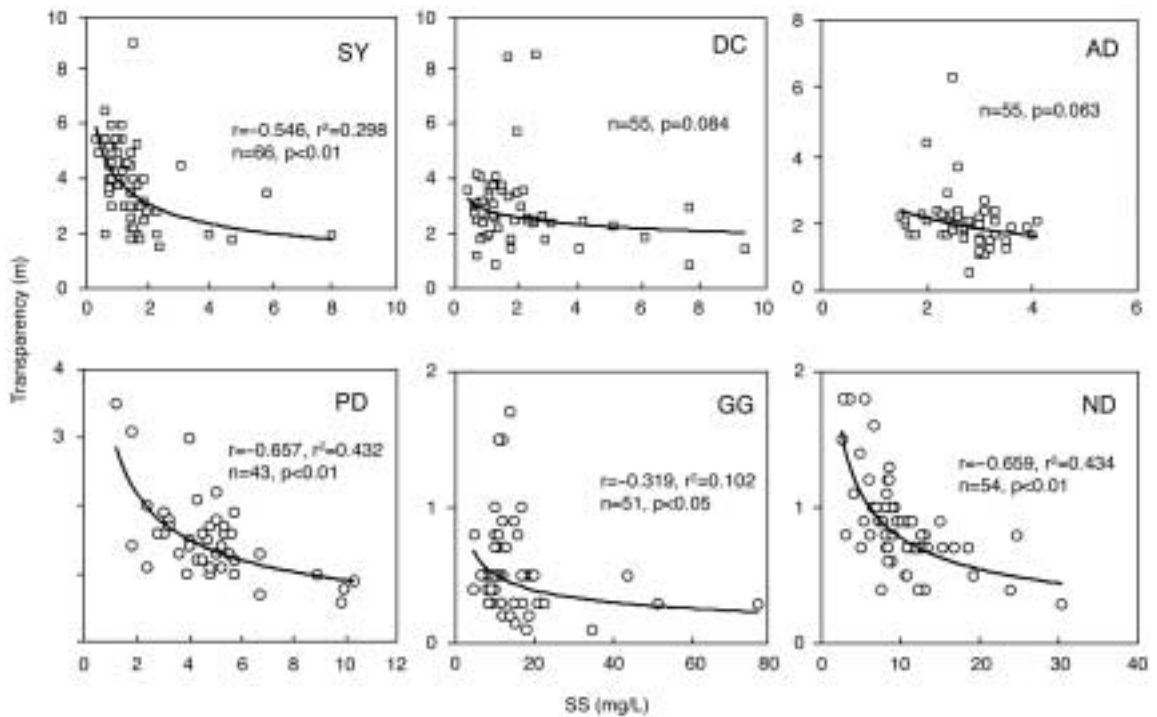 Transparency (m)
10
8
6
4
2
0
SY
r=-0.546, r²=0.298
n=66, p<0.01
0 2 4 6 8 10
10
8
6
4
2
0
DC
n=55, p=0.084
0 2 4 6 8 10
8
6
4
2
0
AD
n=55, p=0.063
0 2 4 6
4
3
PD
r=-0.657, r²=0.432
n=43, p<0.01
0 2 4 6 8 10 12
2
1
0
GG
r=-0.319, r²=0.102
n=51, p<0.05
0 20 40 60 80
2
1
0
ND
r=-0.659, r²=0.434
n=54, p<0.01
0 10 20 30 40
SS (mg/L)